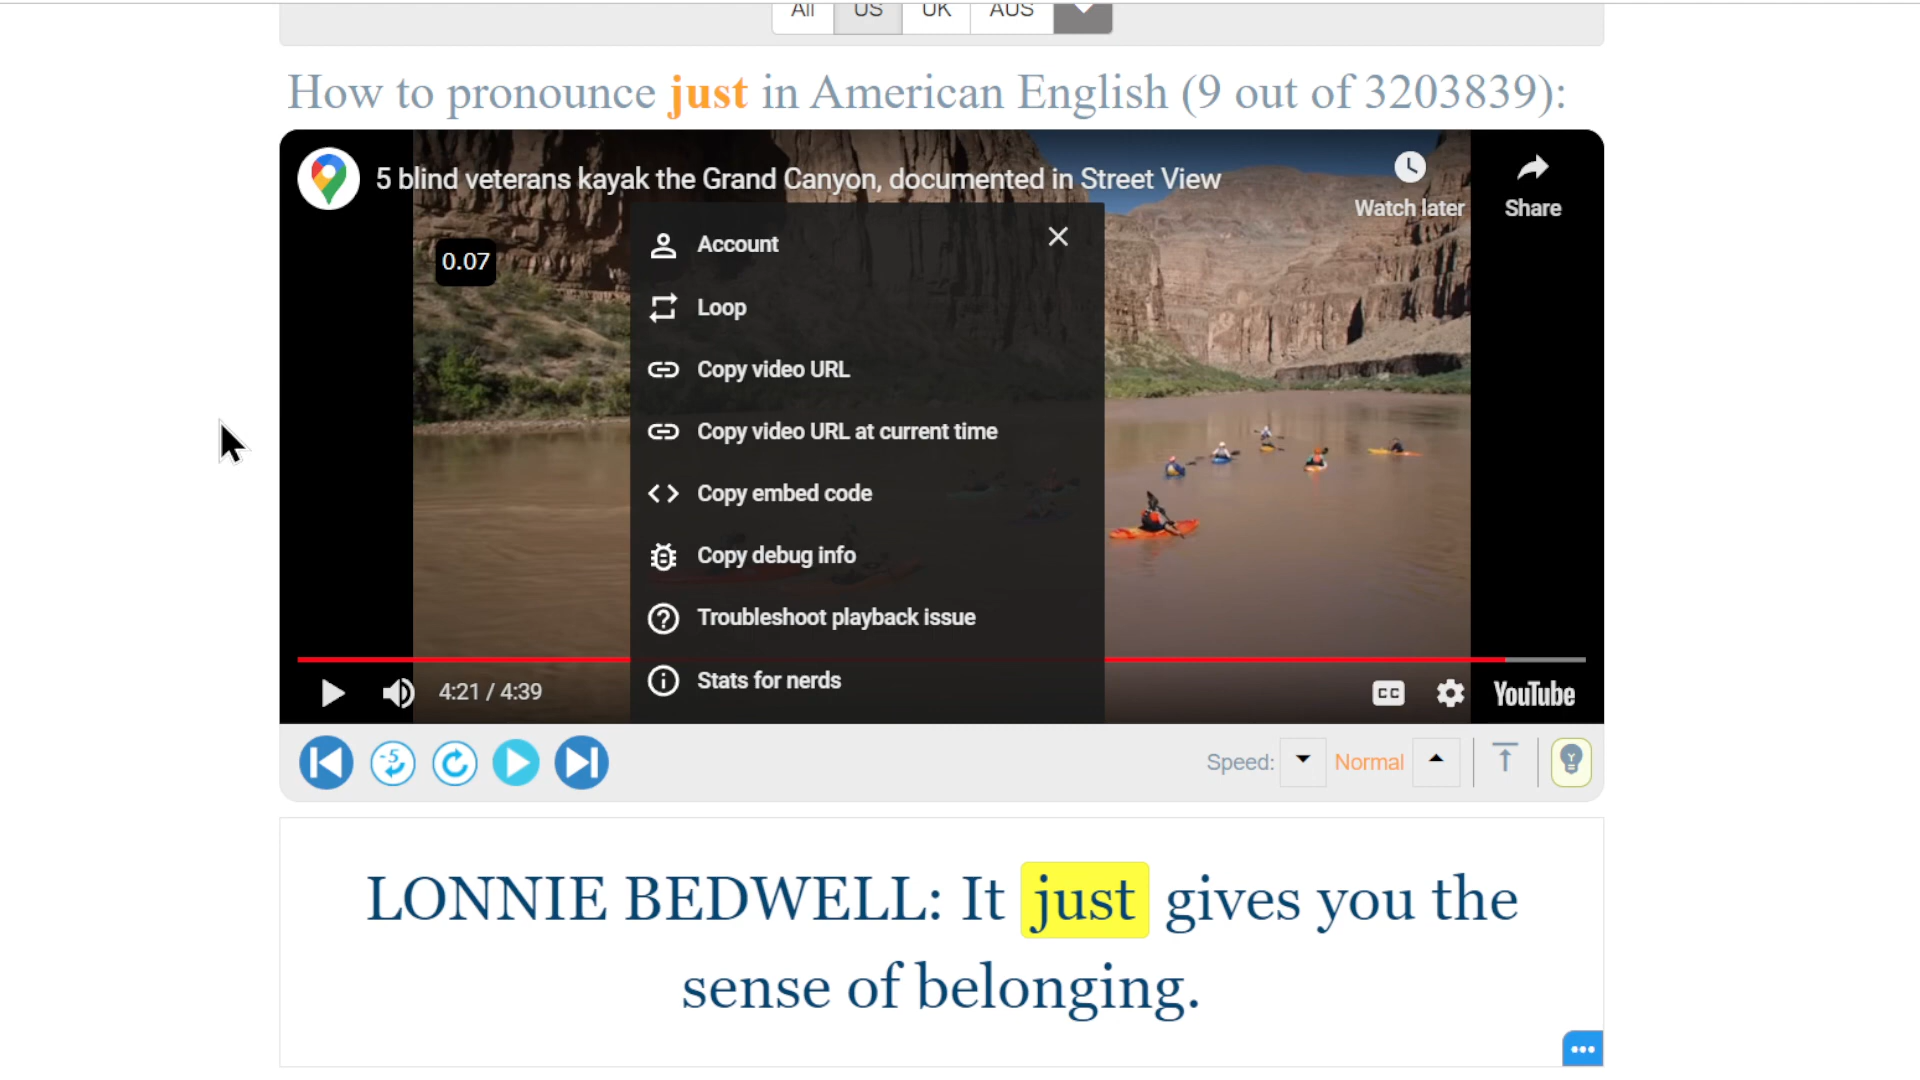 All US UK AUS
How to pronounce just in American English (9 out of 3203839):
5 blind veterans kayak the Grand Canyon, documented in Street View
Watch later
Share
0.07
Account
Loop
Copy video URL
Copy video URL at current time
Copy embed code
Copy debug info
Troubleshoot playback issue
Stats for nerds
4:21 / 4:39
CC
YouTube
-5
Speed:
Normal
LONNIE BEDWELL: It just gives you the
sense of belonging.